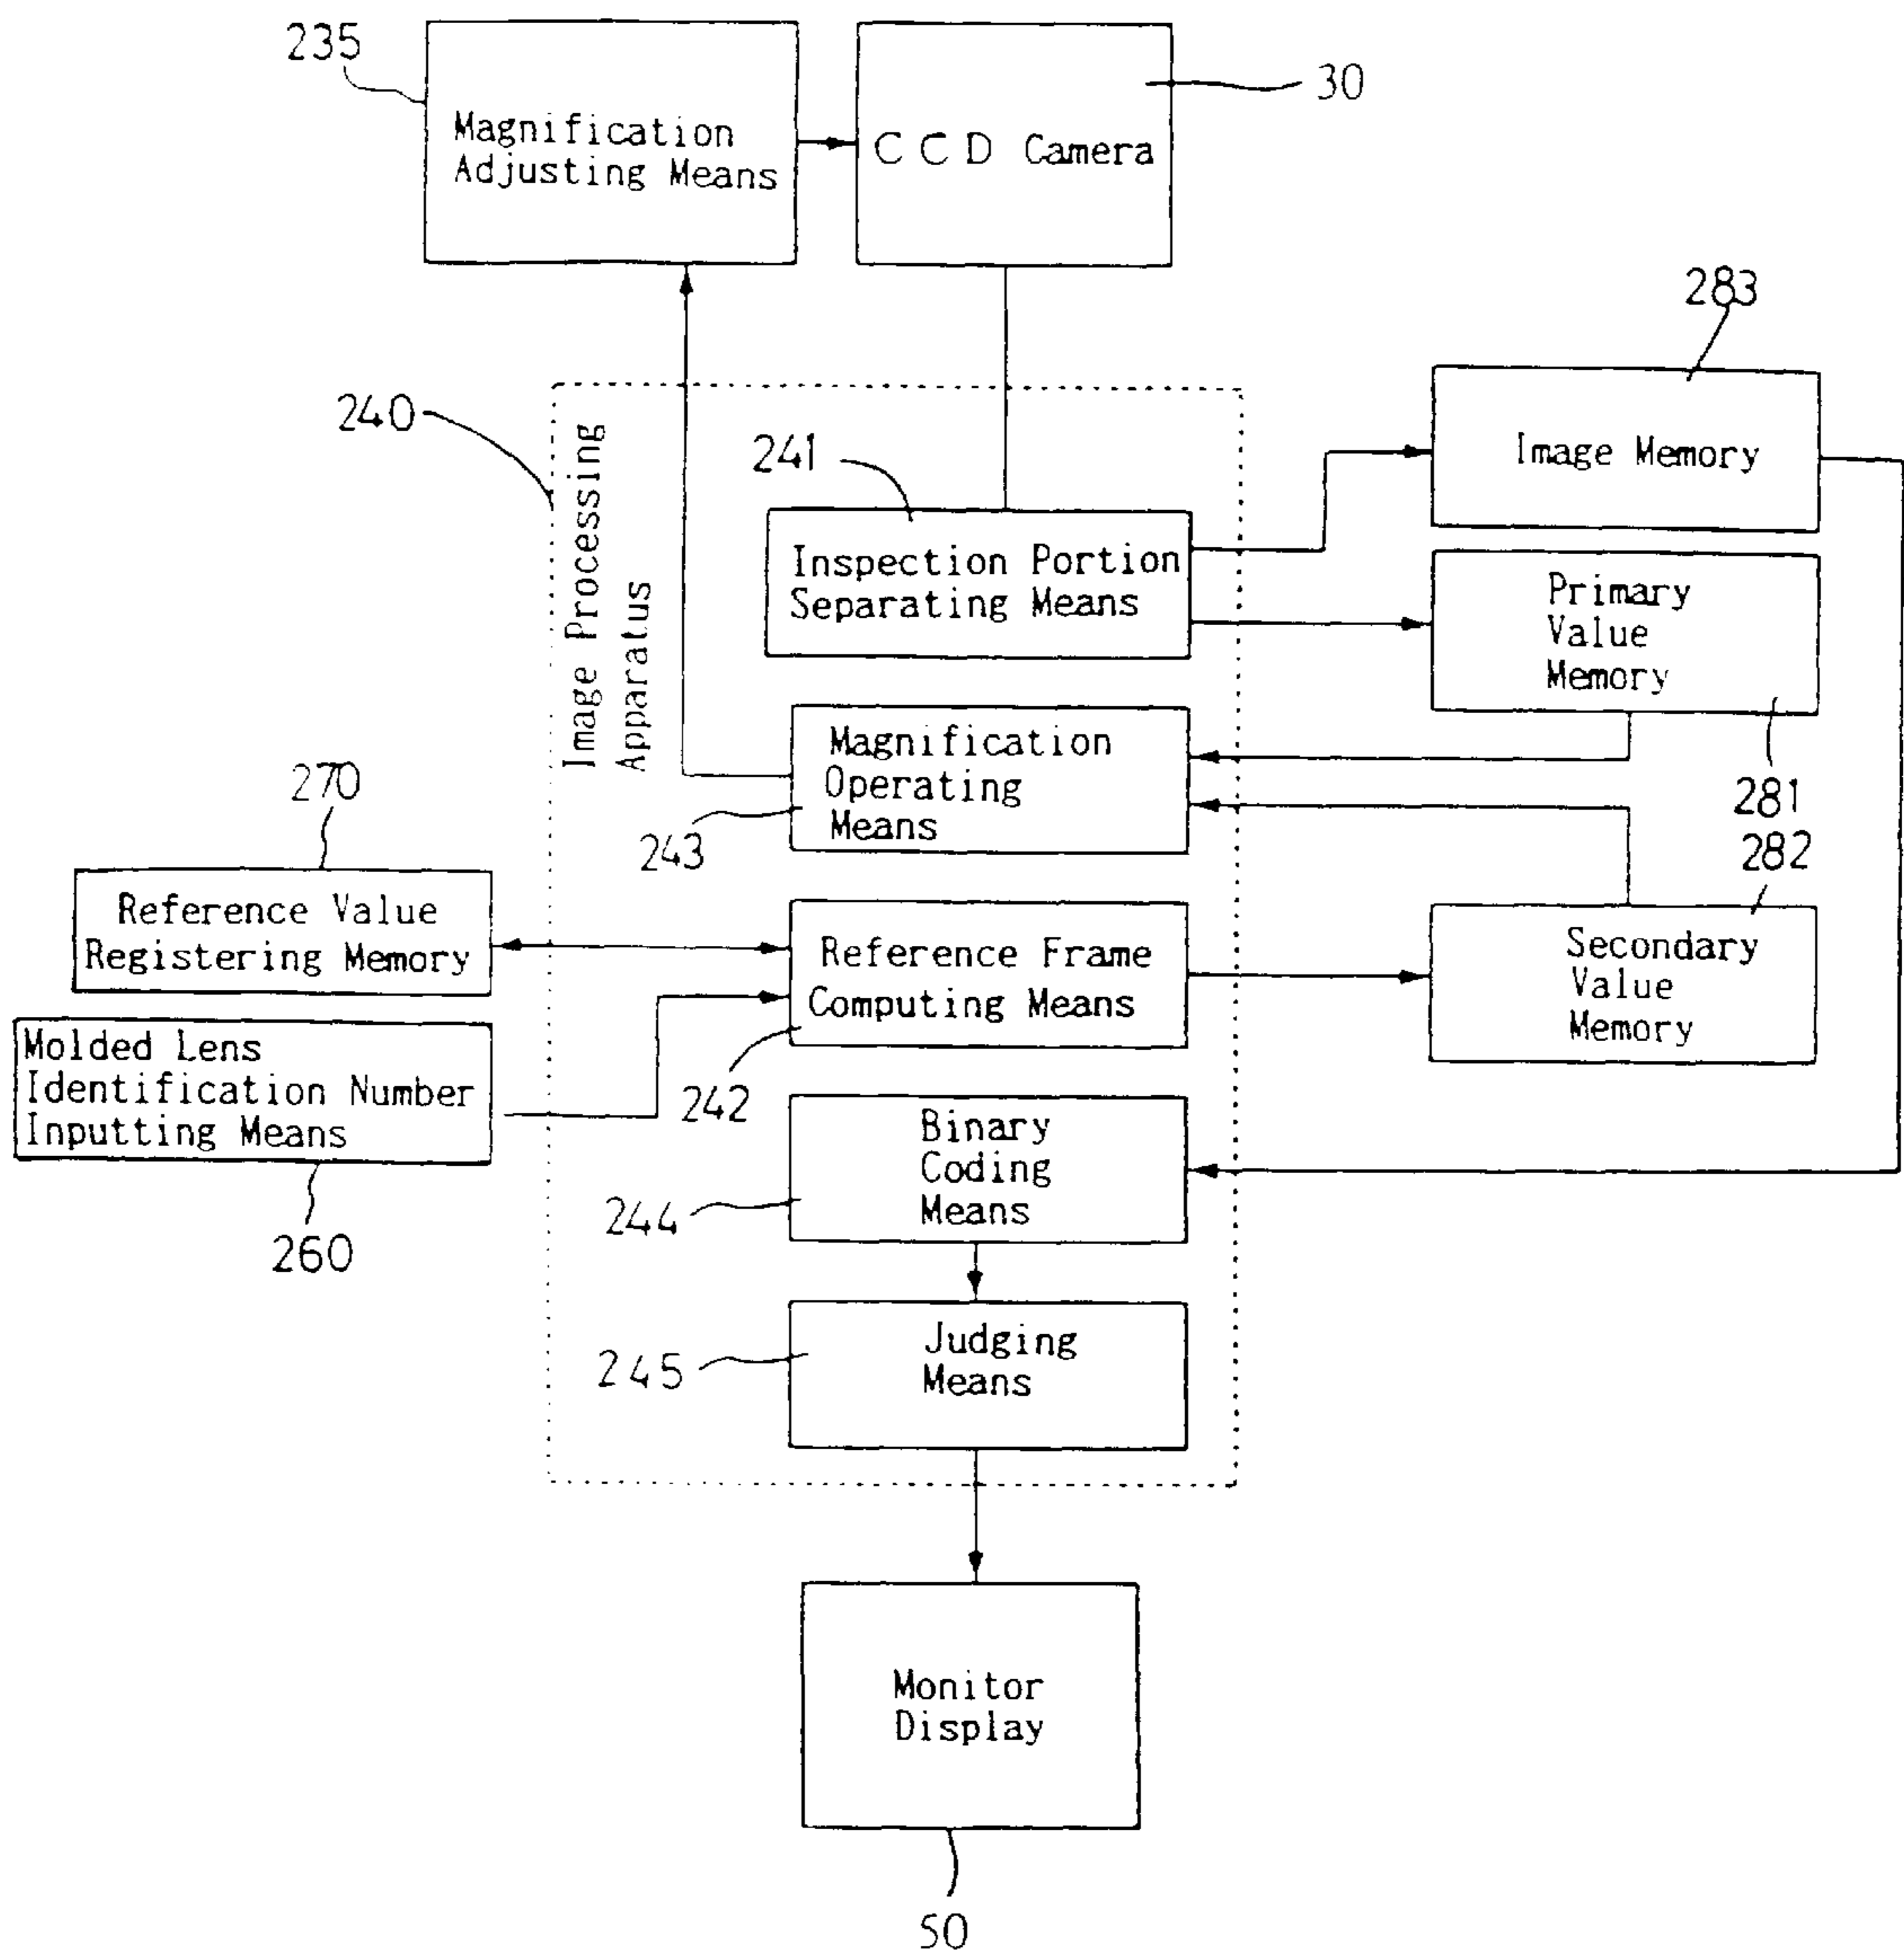 235
Magnification
Adjusting Means
CCD Camera
30
283
Image Memory
240
Image Processing
Apparatus
241
Inspection Portion
Separating Means
Primary
Value
Memory
281
Magnification
Operating
Means
243
282
270
Reference Value
Registering Memory
Reference Frame
Computing Means
242
Secondary
Value
Memory
Molded Lens
Identification Number
Inputting Means
260
Binary
Coding
Means
244
Judging
Means
245
Monitor
Display
50